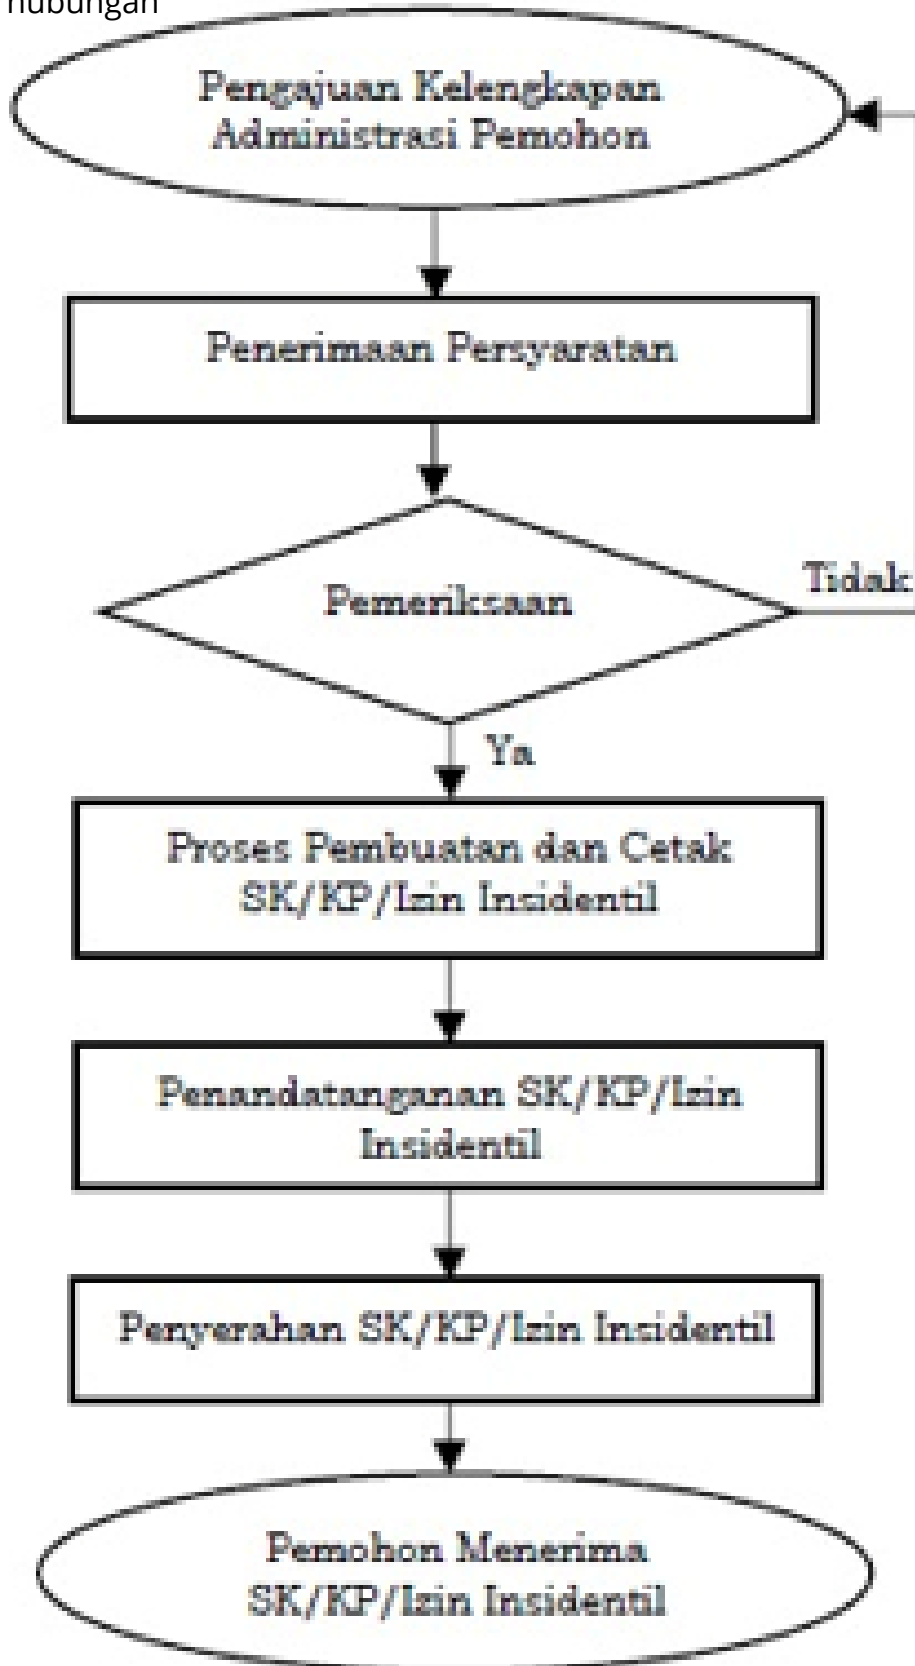 hubungan
Pengajuan Kelengkapan
Administrasi Pemohon
Penerimaan Persyaratan
Pemeriksaan
Tidak
Ya
Proses Pembuatan dan Cetak
SK/KP/Izin Insidentil
Penandatanganan SK/KP/Izin
Insidentil
Penyerahan SK/KP/Izin Insidentil
Pemohon Menerima
SK/KP/Izin Insidentil